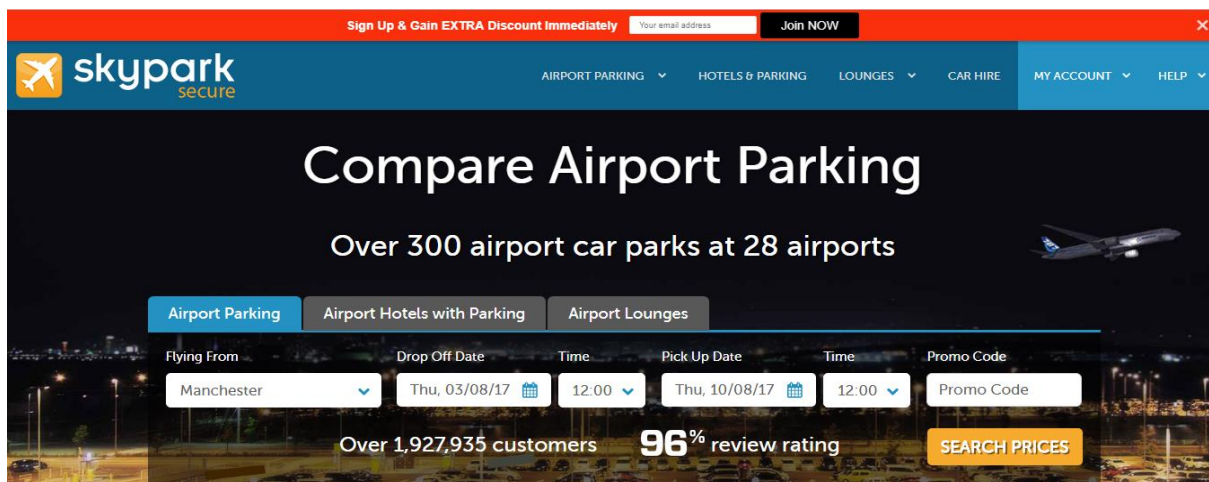 Sign Up & Gain EXTRA Discount Immediately Your email address Join NOW ×
skypark
secure
AIRPORT PARKING HOTELS & PARKING LOUNGES CAR HIRE MY ACCOUNT HELP
Compare Airport Parking
Over 300 airport car parks at 28 airports
Airport Parking Airport Hotels with Parking Airport Lounges
Flying From Drop Off Date Time Pick Up Date Time Promo Code
Manchester Thu, 03/08/17 12:00 Thu, 10/08/17 12:00 Promo Code
Over 1,927,935 customers 96% review rating SEARCH PRICES